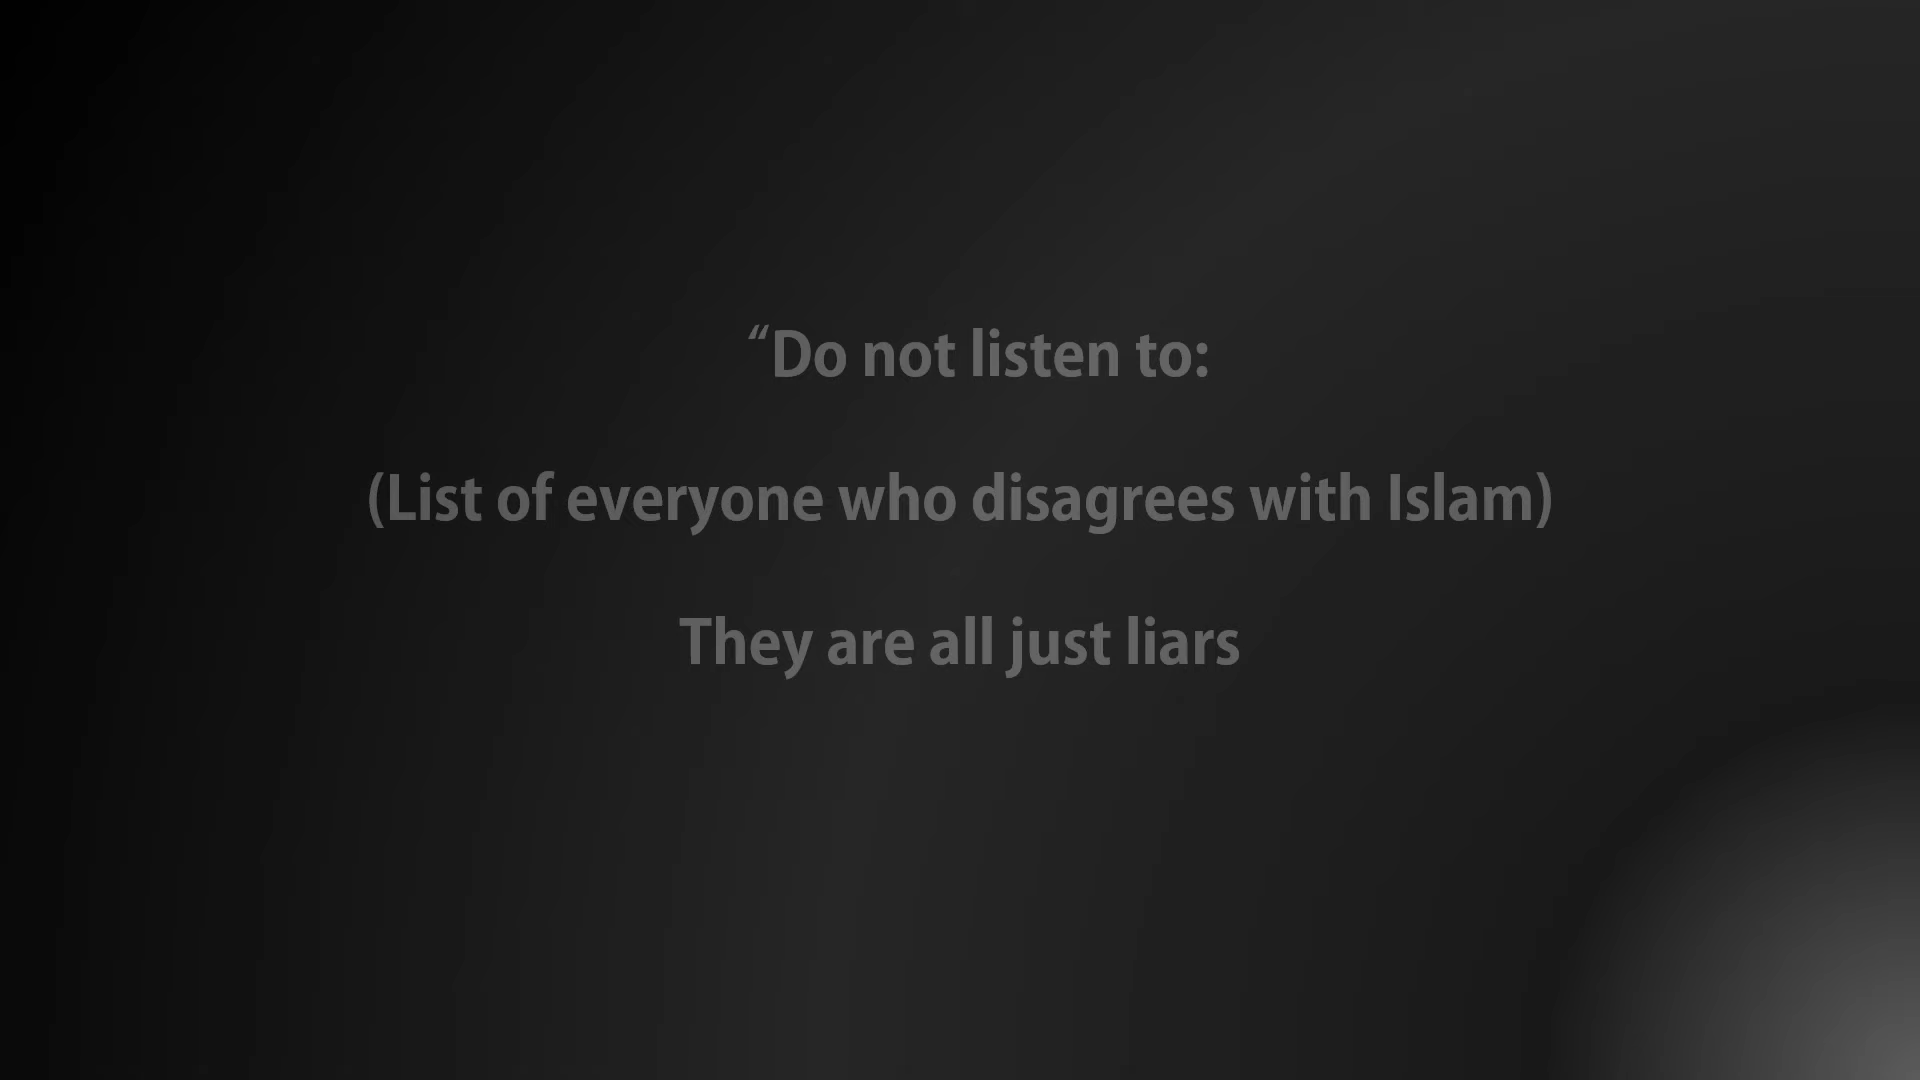 “Do not listen to:
(List of everyone who disagrees with Islam)
They are all just liars